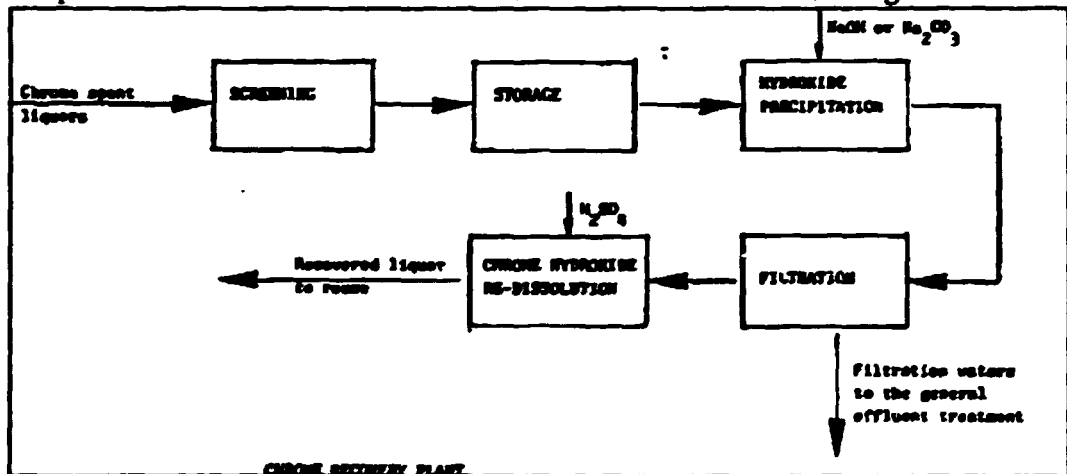 NaOH or Na2CO3
Chrome spent
liquors
SCREENING
STORAGE
HYDROXIDE
PRECIPITATION
H2SO4
Recovered liquor
to reuse
CHROME HYDROXIDE
RE-DISSOLUTION
FILTRATION
Filtration waters
to the general
effluent treatment
CHROME RECOVERY PLANT